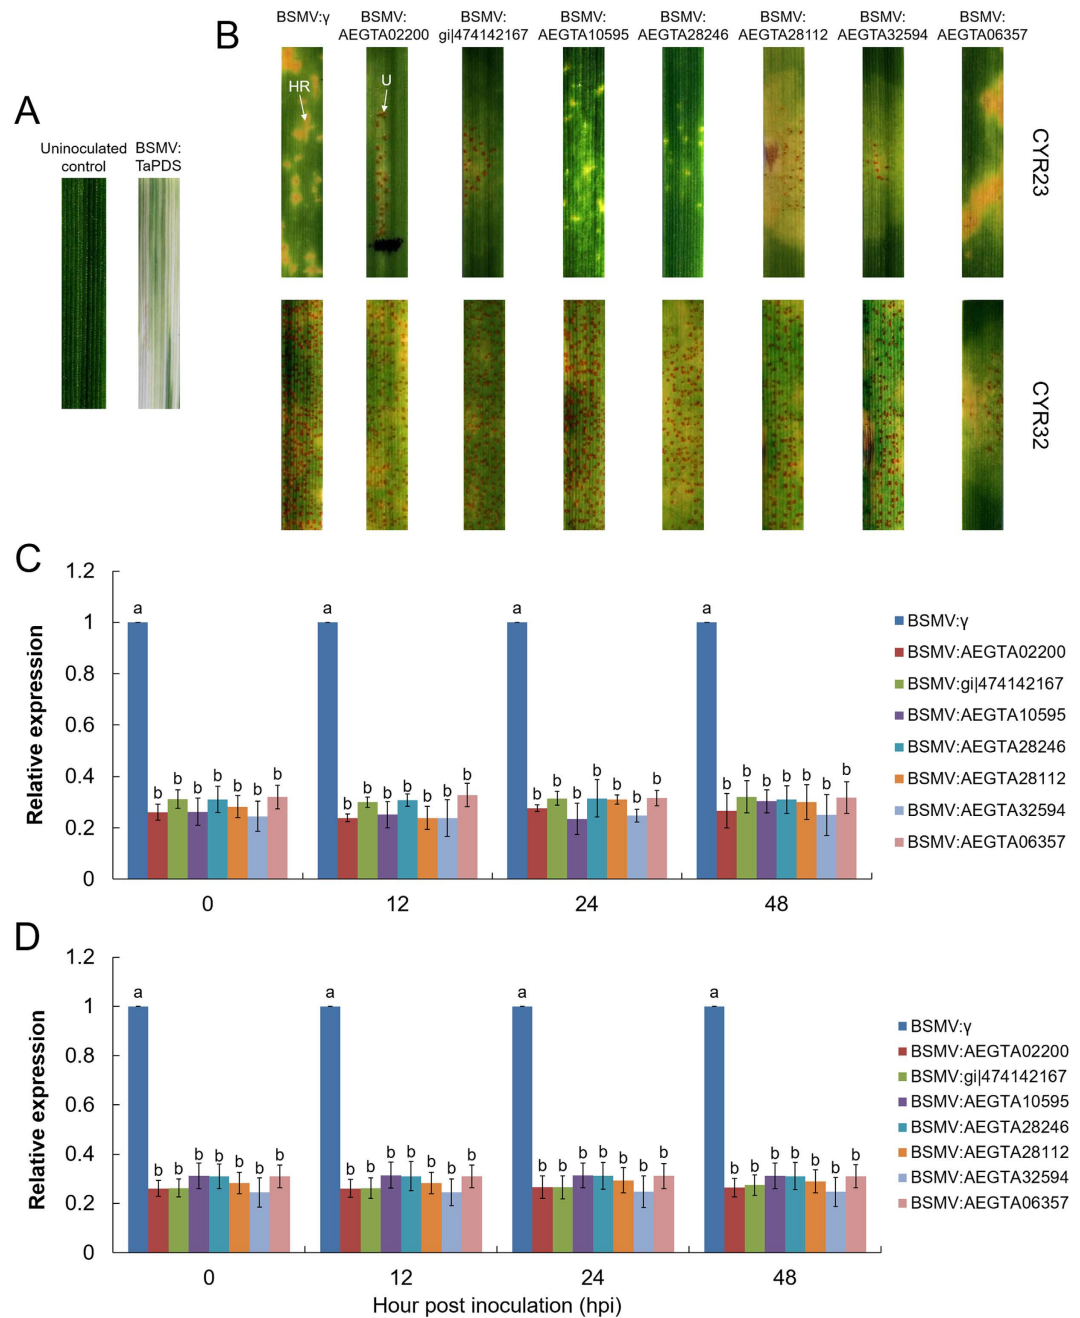 A
Uninoculated
control
BSMV:
TaPDS
B
BSMV:γ
BSMV:
AEGTA02200
BSMV:
gi|474142167
BSMV:
AEGTA10595
BSMV:
AEGTA28246
BSMV:
AEGTA28112
BSMV:
AEGTA32594
BSMV:
AEGTA06357
HR
U
CYR23
CYR32
C
Relative expression
1.2
1
0.8
0.6
0.4
0.2
0
a
b b b b b b b
a
b b b b b b b
a
b b b b b b b
a
b b b b b b b
0 12 24 48
BSMV:γ
BSMV:AEGTA02200
BSMV:gi|474142167
BSMV:AEGTA10595
BSMV:AEGTA28246
BSMV:AEGTA28112
BSMV:AEGTA32594
BSMV:AEGTA06357
D
Relative expression
1.2
1
0.8
0.6
0.4
0.2
0
a
b b b b b b b
a
b b b b b b b
a
b b b b b b b
a
b b b b b b b
0 12 24 48
Hour post inoculation (hpi)
BSMV:γ
BSMV:AEGTA02200
BSMV:gi|474142167
BSMV:AEGTA10595
BSMV:AEGTA28246
BSMV:AEGTA28112
BSMV:AEGTA32594
BSMV:AEGTA06357